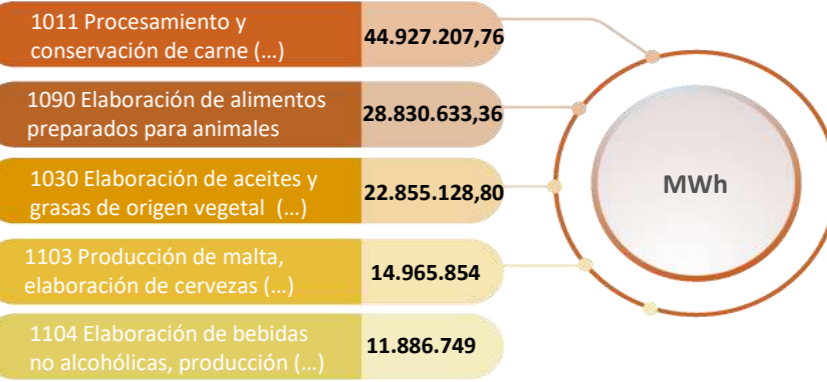 1011 Procesamiento y
conservación de carne (...)
44.927.207,76
1090 Elaboración de alimentos
preparados para animales
28.830.633,36
1030 Elaboración de aceites y
grasas de origen vegetal (...)
22.855.128,80
1103 Producción de malta,
elaboración de cervezas (...)
14.965.854
1104 Elaboración de bebidas
no alcohólicas, producción (...)
11.886.749
MWh